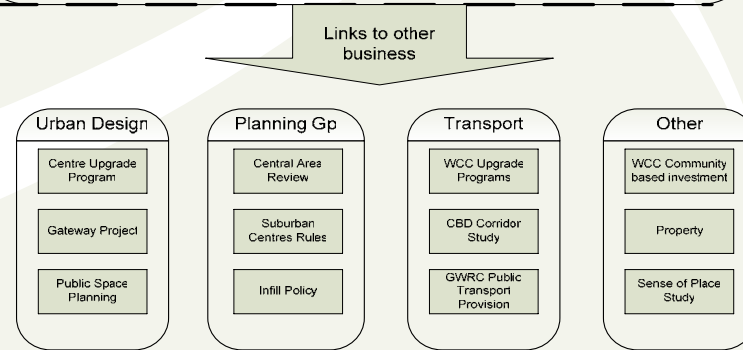 Links to other
business
Urban Design
Centre Upgrade
Program
Gateway Project
Public Space
Planning
Planning Gp
Central Area
Review
Suburban
Centres Rules
Infill Policy
Transport
WCC Upgrade
Programs
CBD Corridor
Study
GWRC Public
Transport
Provision
Other
WCC Community
based investment
Property
Sense of Place
Study